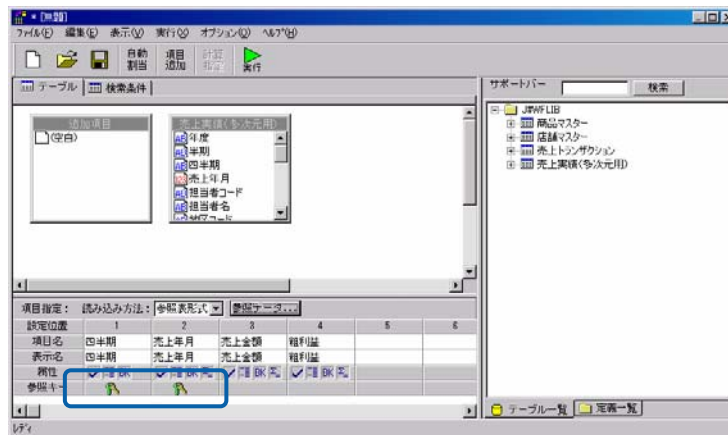 * [無題]
ファイル(F) 編集(E) 表示(V) 実行(X) オプション(O) ヘルプ(H)
自動割当 項目追加 計算 実行
テーブル 検索条件
追加項目
(空白)
売上実績(多次元用)
年度
半期
四半期
売上年月
担当者コード
担当者名
地区コード
サポートバー 検索
J#WFLIB
商品マスター
店舗マスター
売上トランザクション
売上実績(多次元用)
項目指定: 読み込み方法: 参照表形式 参照データ...
設定位置 1 2 3 4 5 6
項目名 四半期 売上年月 売上金額 粗利益
表示名 四半期 売上年月 売上金額 粗利益
属性 BK BK BK BK
参照キー
テーブル一覧 定義一覧
レディ